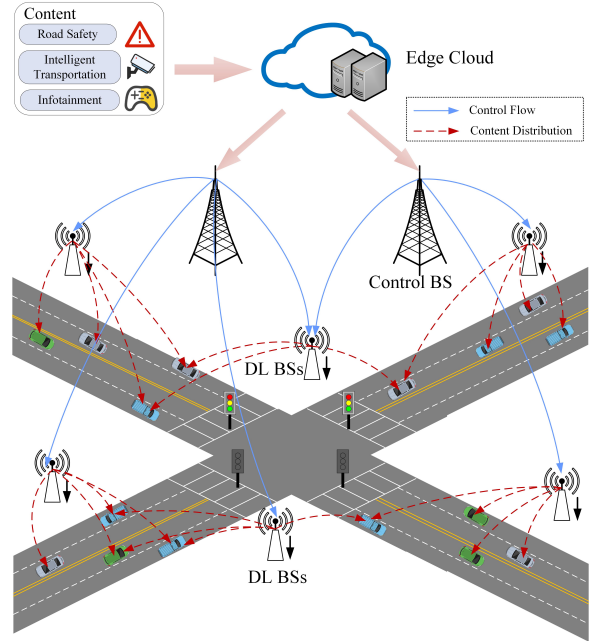 Content
Road Safety
Intelligent
Transportation
Infotainment
Edge Cloud
Control Flow
Content Distribution
Control BS
DL BSs
DL BSs